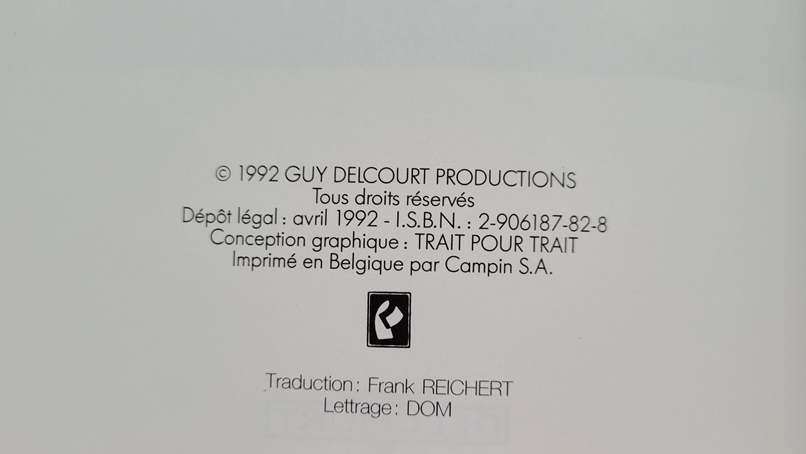 © 1992 GUY DELCOURT PRODUCTIONS
Tous droits réservés
Dépôt légal : avril 1992 - I.S.B.N. : 2-906187-82-8
Conception graphique : TRAIT POUR TRAIT
Imprimé en Belgique par Campin S.A.
Traduction : Frank REICHERT
Lettrage : DOM